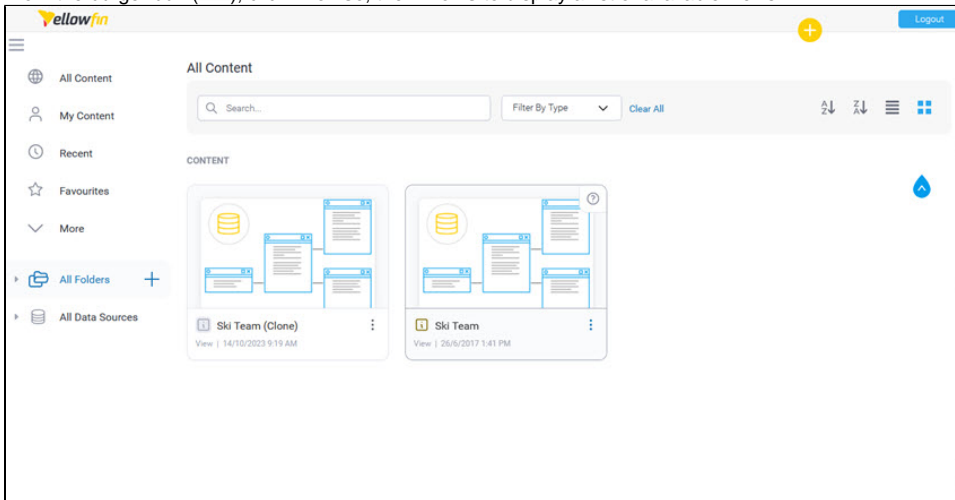 Yellowfin
Logout
All Content
My Content
Recent
Favourites
More
All Folders
All Data Sources
All Content
Search...
Filter By Type
Clear All
CONTENT
Ski Team (Clone)
View | 14/10/2023 9:19 AM
Ski Team
View | 26/6/2017 1:41 PM